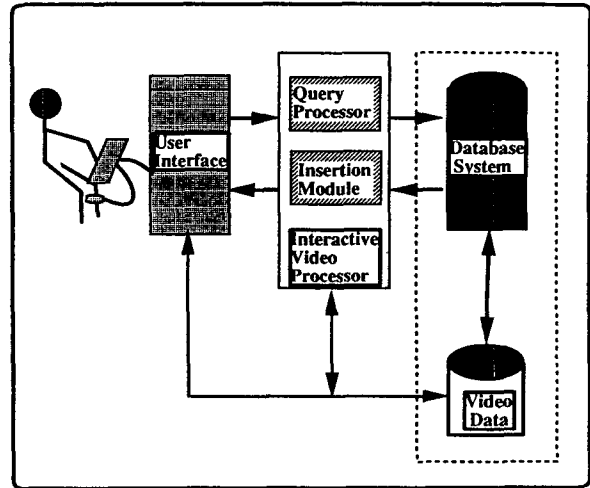 Query
Processor
User
Interface
Insertion
Module
Interactive
Video
Processor
Database
System
Video
Data